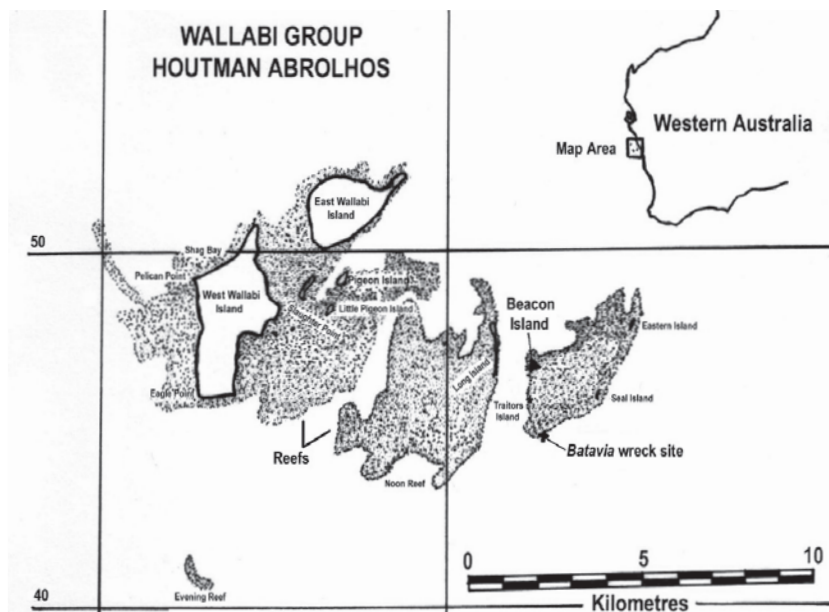 WALLABI GROUP
HOUTMAN ABROLHOS
Western Australia
Map Area
East Wallabi
Island
50
Shag Bay
Pelican Point
Pigeon Island
West Wallabi
Island
Little Pigeon Island
Slaughter Point
Beacon
Island
Eastern Island
Long Island
Eagle Point
Traitors
Island
Seal Island
Reefs
Batavia wreck site
Noon Reef
0
5
10
Evening Reef
40
Kilometres